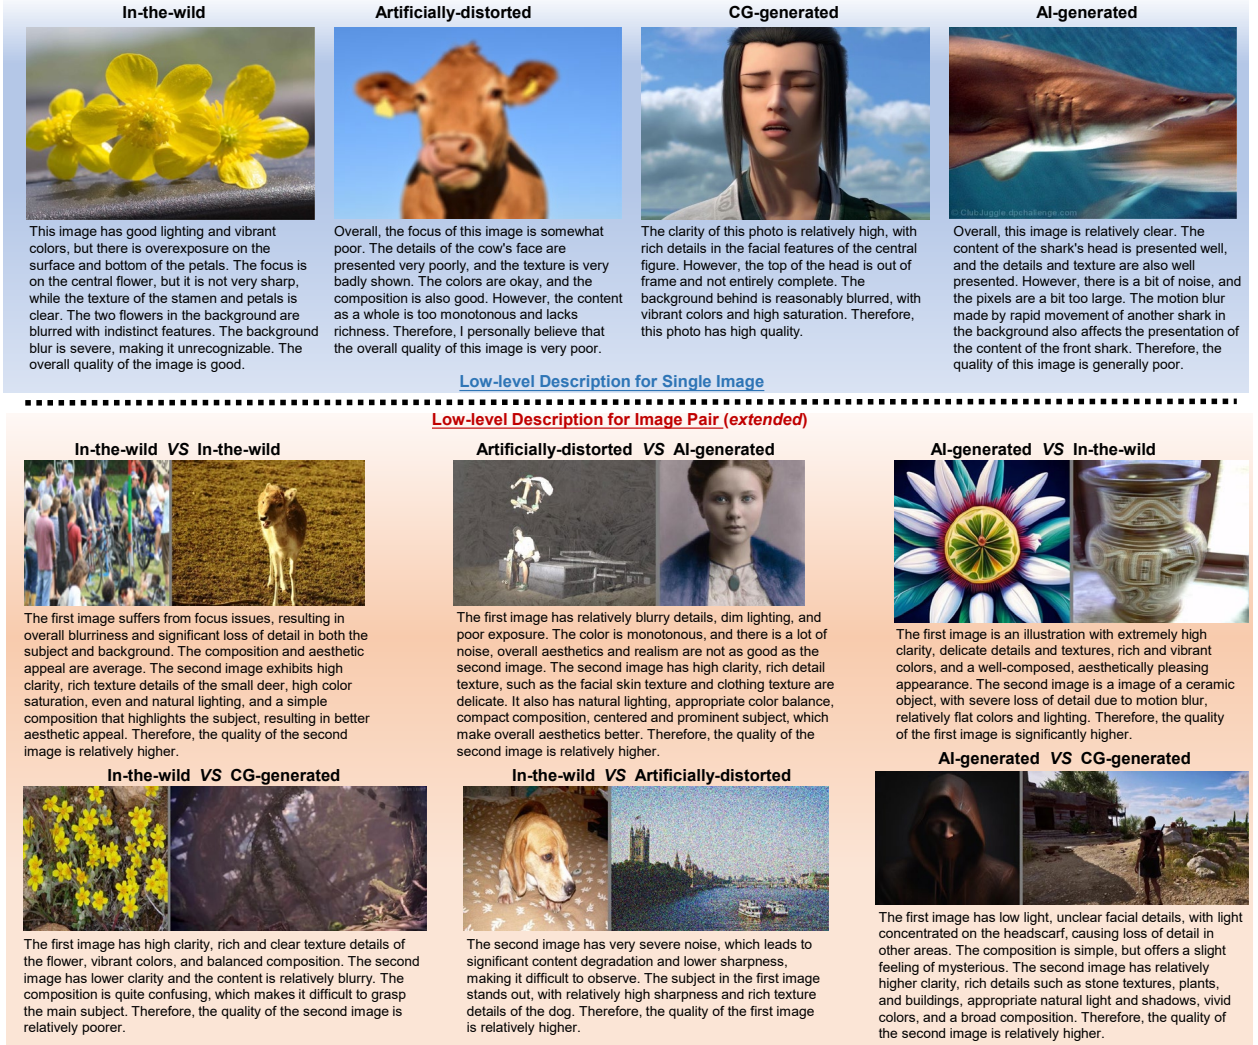 In-the-wild
Artificially-distorted
CG-generated
AI-generated
© ClubJuggle.dpchallenge.com
This image has good lighting and vibrant
colors, but there is overexposure on the
surface and bottom of the petals. The focus is
on the central flower, but it is not very sharp,
while the texture of the stamen and petals is
clear. The two flowers in the background are
blurred with indistinct features. The background
blur is severe, making it unrecognizable. The
overall quality of the image is good.
Overall, the focus of this image is somewhat
poor. The details of the cow's face are
presented very poorly, and the texture is very
badly shown. The colors are okay, and the
composition is also good. However, the content
as a whole is too monotonous and lacks
richness. Therefore, I personally believe that
the overall quality of this image is very poor.
The clarity of this photo is relatively high, with
rich details in the facial features of the central
figure. However, the top of the head is out of
frame and not entirely complete. The
background behind is reasonably blurred, with
vibrant colors and high saturation. Therefore,
this photo has high quality.
Overall, this image is relatively clear. The
content of the shark's head is presented well,
and the details and texture are also well
presented. However, there is a bit of noise, and
the pixels are a bit too large. The motion blur
made by rapid movement of another shark in
the background also affects the presentation of
the content of the front shark. Therefore, the
quality of this image is generally poor.
Low-level Description for Single Image
Low-level Description for Image Pair (extended)
In-the-wild VS In-the-wild
The first image suffers from focus issues, resulting in
overall blurriness and significant loss of detail in both the
subject and background. The composition and aesthetic
appeal are average. The second image exhibits high
clarity, rich texture details of the small deer, high color
saturation, even and natural lighting, and a simple
composition that highlights the subject, resulting in better
aesthetic appeal. Therefore, the quality of the second
image is relatively higher.
Artificially-distorted VS AI-generated
The first image has relatively blurry details, dim lighting, and
poor exposure. The color is monotonous, and there is a lot of
noise, overall aesthetics and realism are not as good as the
second image. The second image has high clarity, rich detail
texture, such as the facial skin texture and clothing texture are
delicate. It also has natural lighting, appropriate color balance,
compact composition, centered and prominent subject, which
make overall aesthetics better. Therefore, the quality of the
second image is relatively higher.
AI-generated VS In-the-wild
The first image is an illustration with extremely high
clarity, delicate details and textures, rich and vibrant
colors, and a well-composed, aesthetically pleasing
appearance. The second image is a image of a ceramic
object, with severe loss of detail due to motion blur,
relatively flat colors and lighting. Therefore, the quality
of the first image is significantly higher.
In-the-wild VS CG-generated
The first image has high clarity, rich and clear texture details of
the flower, vibrant colors, and balanced composition. The second
image has lower clarity and the content is relatively blurry. The
composition is quite confusing, which makes it difficult to grasp
the main subject. Therefore, the quality of the second image is
relatively poorer.
In-the-wild VS Artificially-distorted
The second image has very severe noise, which leads to
significant content degradation and lower sharpness,
making it difficult to observe. The subject in the first image
stands out, with relatively high sharpness and rich texture
details of the dog. Therefore, the quality of the first image
is relatively higher.
AI-generated VS CG-generated
The first image has low light, unclear facial details, with light
concentrated on the headscarf, causing loss of detail in
other areas. The composition is simple, but offers a slight
feeling of mysterious. The second image has relatively
higher clarity, rich details such as stone textures, plants,
and buildings, appropriate natural light and shadows, vivid
colors, and a broad composition. Therefore, the quality of
the second image is relatively higher.